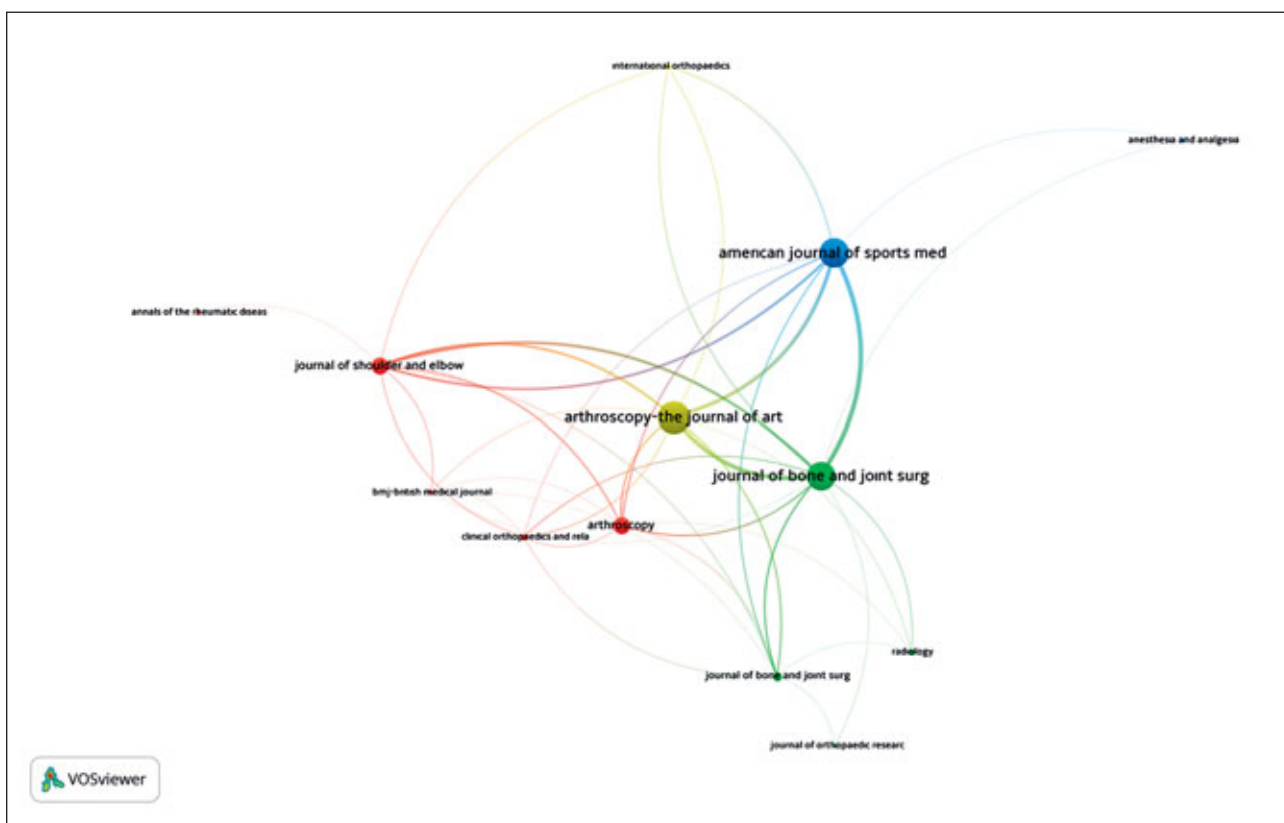 international orthopaedics
anesthesia and analgesia
american journal of sports med
annals of the rheumatic diseas
journal of shoulder and elbow
arthroscopy-the journal of art
journal of bone and joint surg
bmj-british medical journal
arthroscopy
clinical orthopaedics and rela
radiology
journal of bone and joint surg
journal of orthopaedic researc
VOSviewer